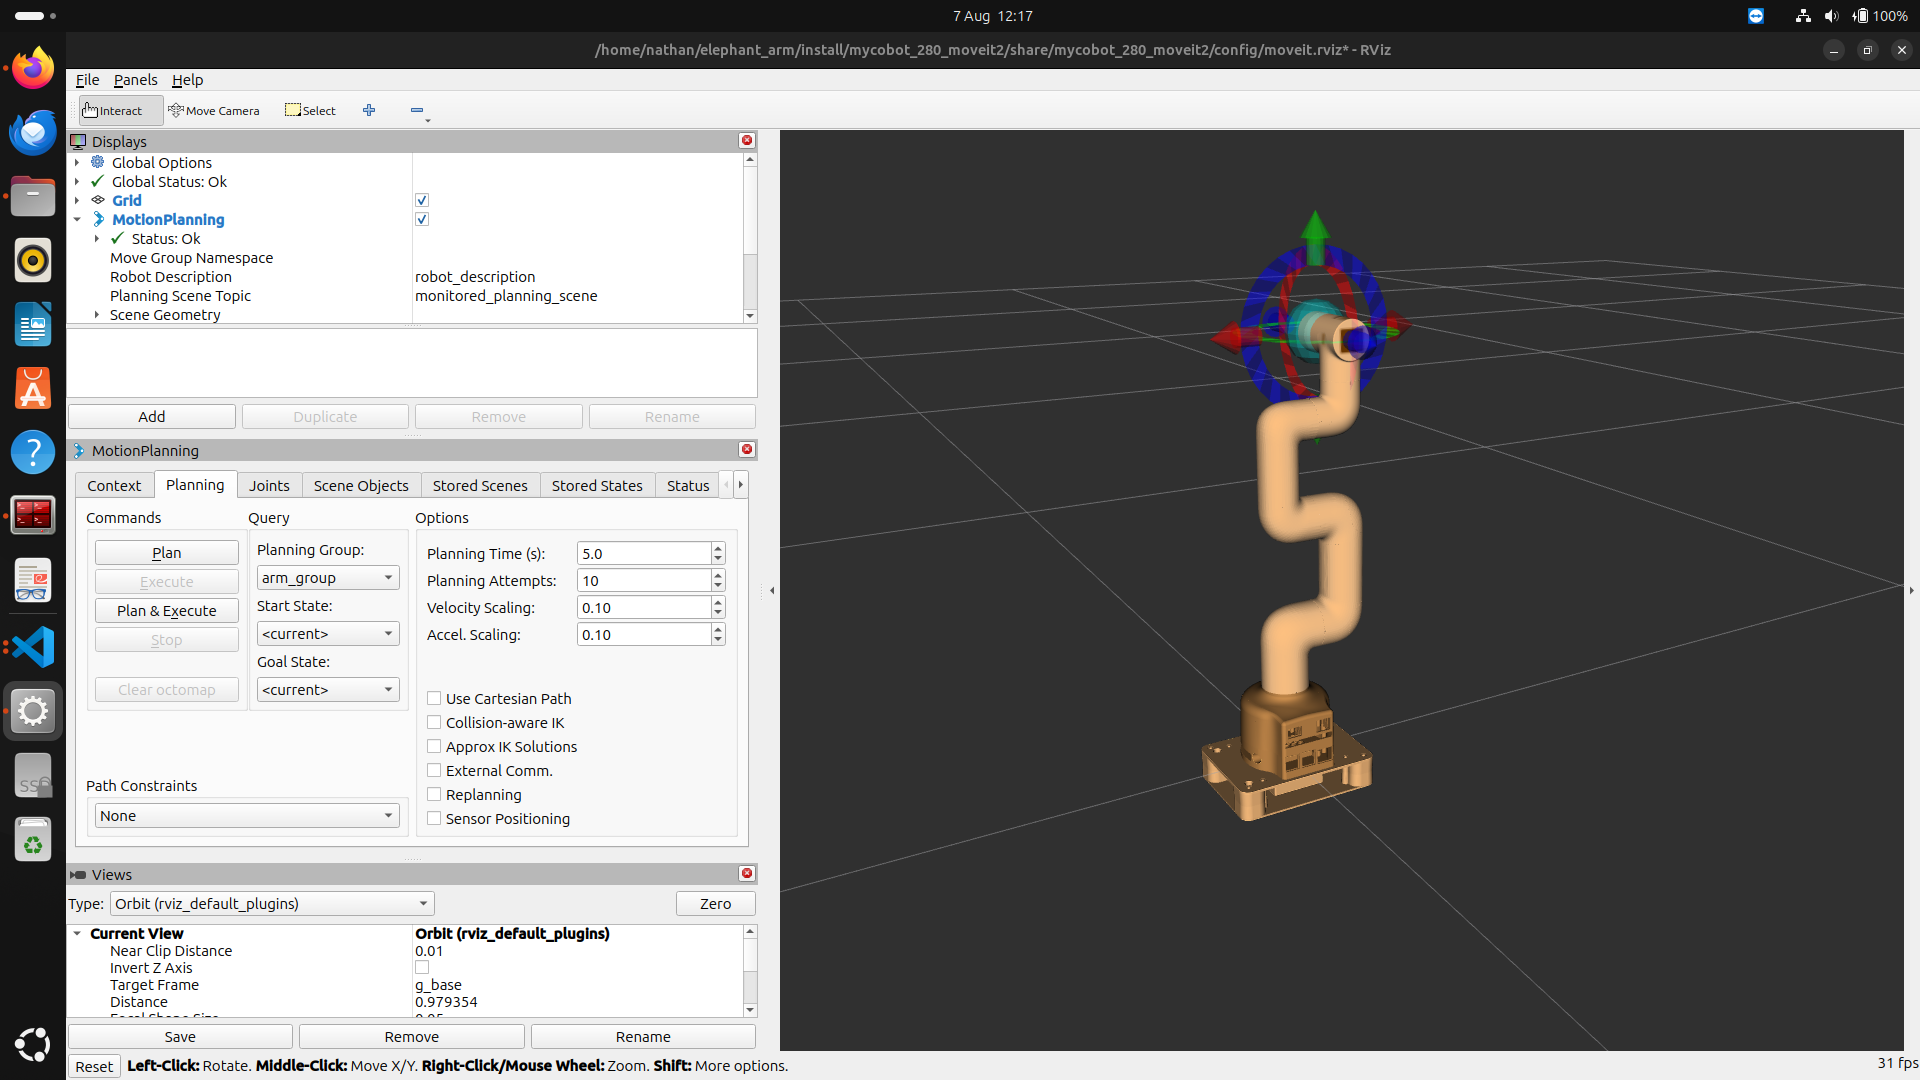 7 Aug 12:17
100%
/home/nathan/elephant_arm/install/mycobot_280_moveit2/share/mycobot_280_moveit2/config/moveit.rviz* - RViz
File Panels Help
Interact Move Camera Select
Displays
Global Options
Global Status: Ok
Grid
MotionPlanning
Status: Ok
Move Group Namespace
Robot Description robot_description
Planning Scene Topic monitored_planning_scene
Scene Geometry
Add Duplicate Remove Rename
MotionPlanning
Context Planning Joints Scene Objects Stored Scenes Stored States Status
Commands Query Options
Plan
Execute
Plan & Execute
Stop
Clear octomap
Planning Group:
arm_group
Start State:
<current>
Goal State:
<current>
Planning Time (s): 5.0
Planning Attempts: 10
Velocity Scaling: 0.10
Accel. Scaling: 0.10
Use Cartesian Path
Collision-aware IK
Approx IK Solutions
External Comm.
Replanning
Sensor Positioning
Path Constraints
None
Views
Type: Orbit (rviz_default_plugins) Zero
Current View Orbit (rviz_default_plugins)
Near Clip Distance 0.01
Invert Z Axis
Target Frame g_base
Distance 0.979354
Save Remove Rename
Reset Left-Click: Rotate. Middle-Click: Move X/Y. Right-Click/Mouse Wheel: Zoom. Shift: More options.
31 fps